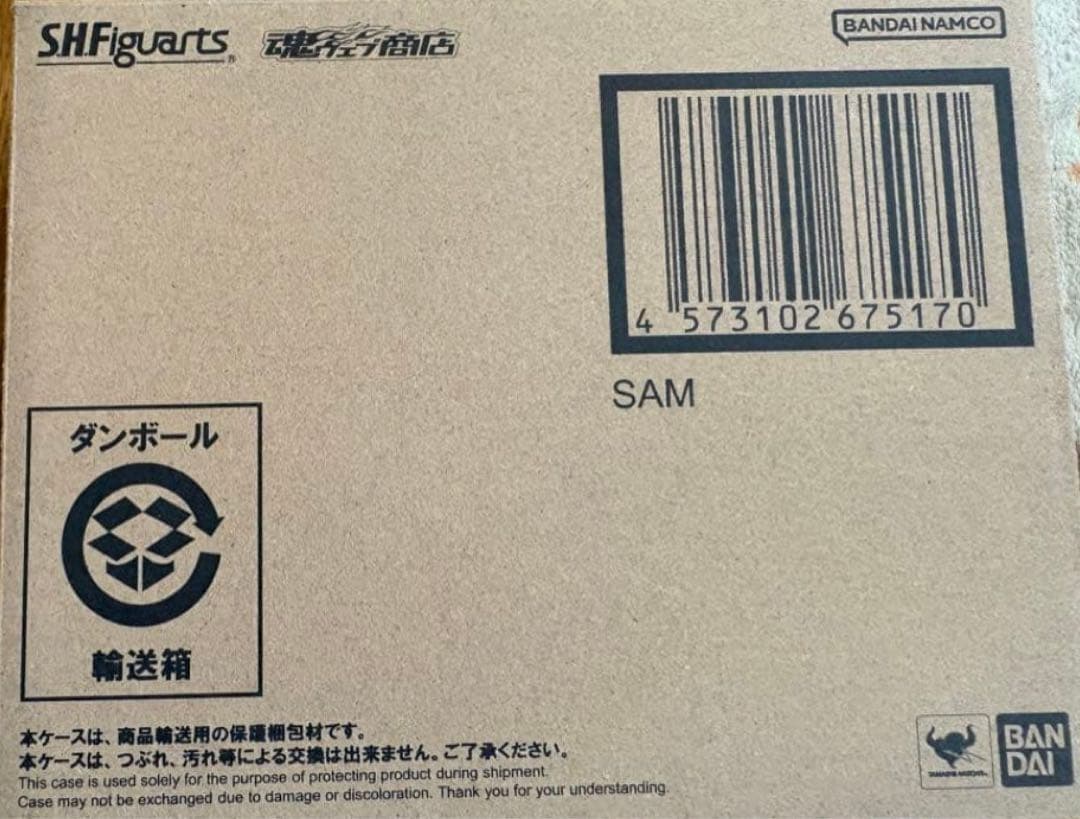 S.H.Figuarts®
魂ウェブ商店
BANDAI NAMCO
4 573102 675170
SAM
ダンボール
輸送箱
本ケースは、商品輸送用の保護梱包材です。
本ケースは、つぶれ、汚れ等による交換は出来ません。ご了承ください。
This case is used solely for the purpose of protecting product during shipment.
Case may not be exchanged due to damage or discoloration. Thank you for your understanding.
TAMASHII NATIONS
BAN
DAI